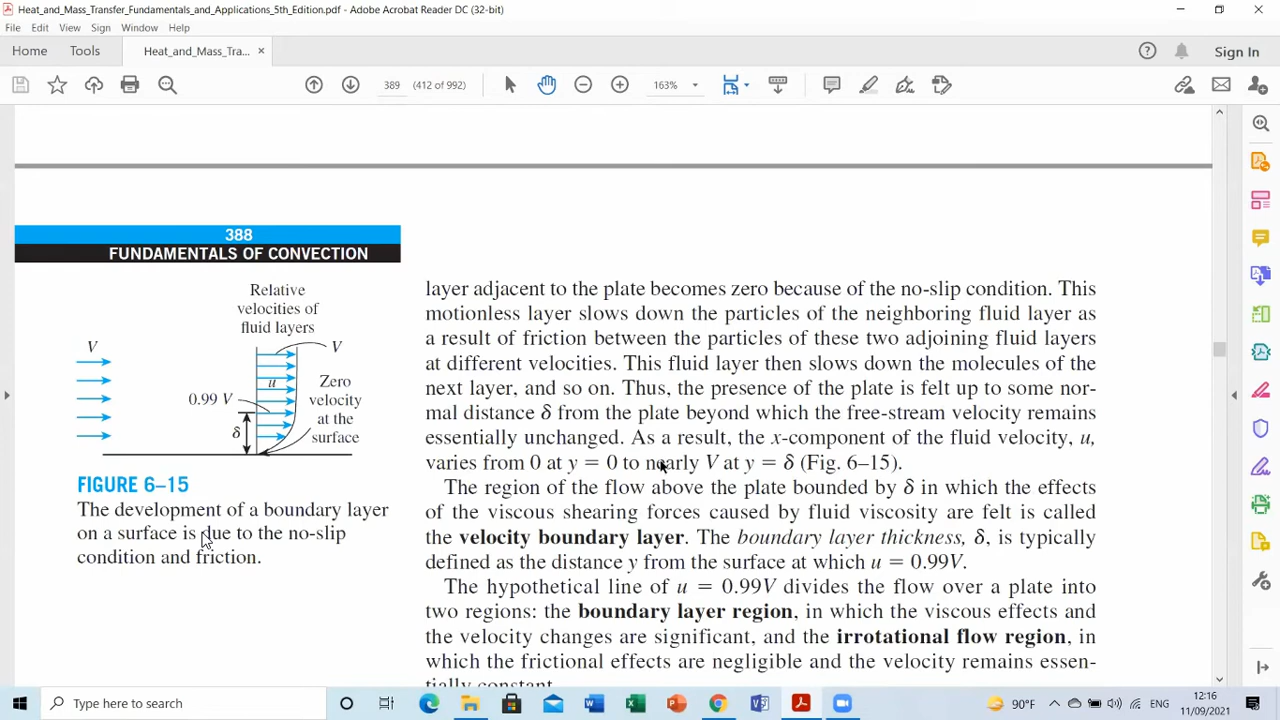 Heat_and_Mass_Transfer_Fundamentals_and_Applications_5th_Edition.pdf - Adobe Acrobat Reader DC (32-bit)
File Edit View Sign Window Help
Home Tools Heat_and_Mass_Tra... × Sign In
389 (412 of 992) 163%
388
FUNDAMENTALS OF CONVECTION
Relative
velocities of
fluid layers
V
V
u
Zero
velocity
at the
surface
0.99 V
δ
FIGURE 6–15
The development of a boundary layer
on a surface is due to the no-slip
condition and friction.
layer adjacent to the plate becomes zero because of the no-slip condition. This
motionless layer slows down the particles of the neighboring fluid layer as
a result of friction between the particles of these two adjoining fluid layers
at different velocities. This fluid layer then slows down the molecules of the
next layer, and so on. Thus, the presence of the plate is felt up to some nor-
mal distance δ from the plate beyond which the free-stream velocity remains
essentially unchanged. As a result, the x-component of the fluid velocity, u,
varies from 0 at y = 0 to nearly V at y = δ (Fig. 6–15).
The region of the flow above the plate bounded by δ in which the effects
of the viscous shearing forces caused by fluid viscosity are felt is called
the velocity boundary layer. The boundary layer thickness, δ, is typically
defined as the distance y from the surface at which u = 0.99V.
The hypothetical line of u = 0.99V divides the flow over a plate into
two regions: the boundary layer region, in which the viscous effects and
the velocity changes are significant, and the irrotational flow region, in
which the frictional effects are negligible and the velocity remains essen-
tially constant.
Type here to search
90°F ENG 12:16
11/09/2021